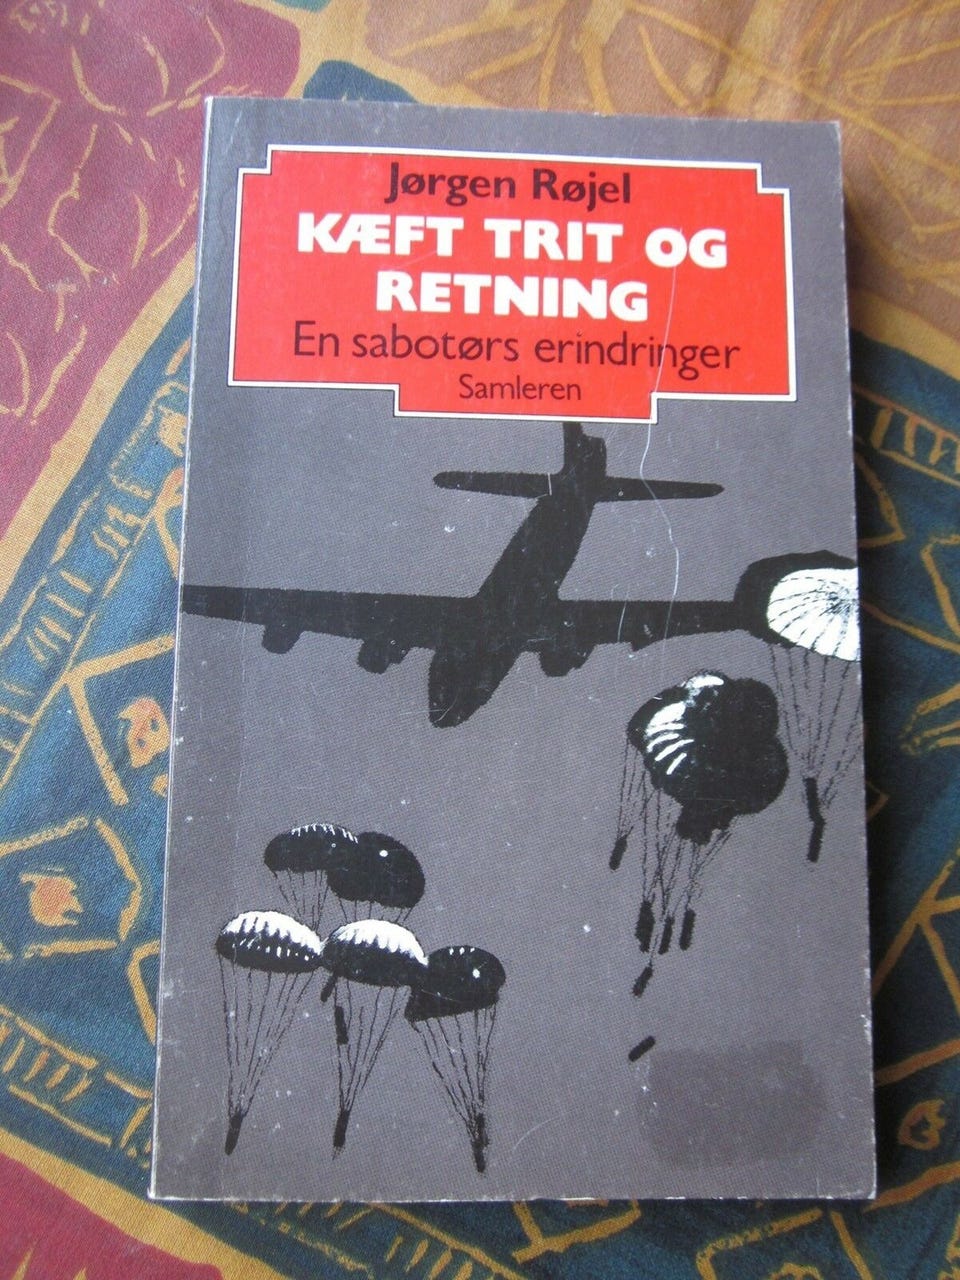 Jørgen Røjel
KÆFT TRIT OG
RETNING
En sabotørs erindringer
Samleren